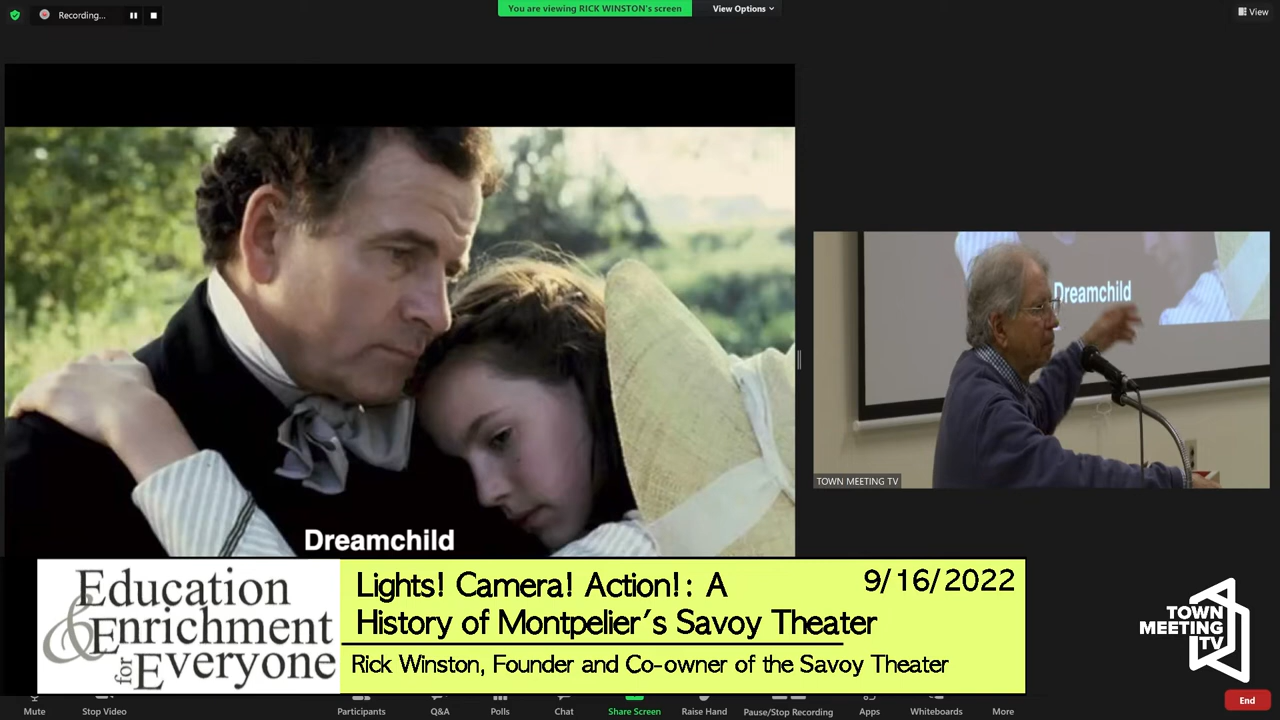 Recording...
You are viewing RICK WINSTON's screen
View Options
View
Dreamchild
Dreamchild
TOWN MEETING TV
Education
& Enrichment
for Everyone
Lights! Camera! Action!: A
History of Montpelier's Savoy Theater
9/16/2022
Rick Winston, Founder and Co-owner of the Savoy Theater
TOWN
MEETING
TV
Mute
Stop Video
Participants
Q&A
Polls
Chat
Share Screen
Raise Hand
Pause/Stop Recording
Apps
Whiteboards
More
End